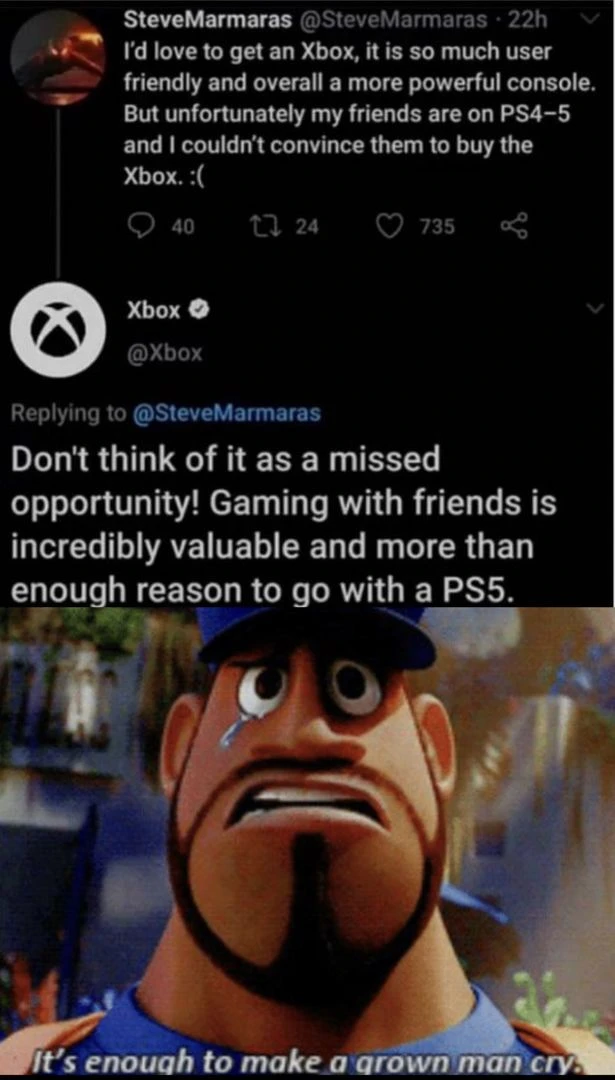 SteveMarmaras @SteveMarmaras · 22h
I'd love to get an Xbox, it is so much user
friendly and overall a more powerful console.
But unfortunately my friends are on PS4-5
and I couldn't convince them to buy the
Xbox. :(
40 24 735
Xbox
@Xbox
Replying to @SteveMarmaras
Don't think of it as a missed
opportunity! Gaming with friends is
incredibly valuable and more than
enough reason to go with a PS5.
It's enough to make a grown man cry.